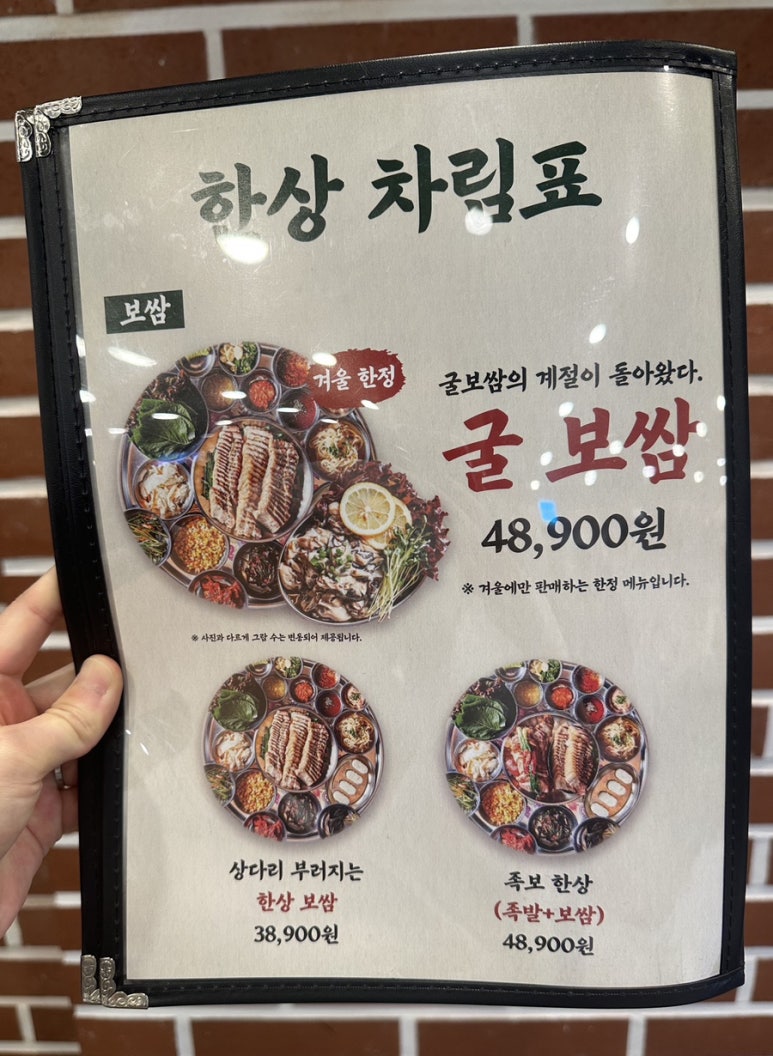 한상 차림표
보쌈
겨울 한정
굴보쌈의 계절이 돌아왔다.
굴 보쌈
48,900원
※ 겨울에만 판매하는 한정 메뉴입니다.
※ 사진과 다르게 그람 수는 변동되어 제공됩니다.
상다리 부러지는
한상 보쌈
38,900원
족보 한상
(족발+보쌈)
48,900원